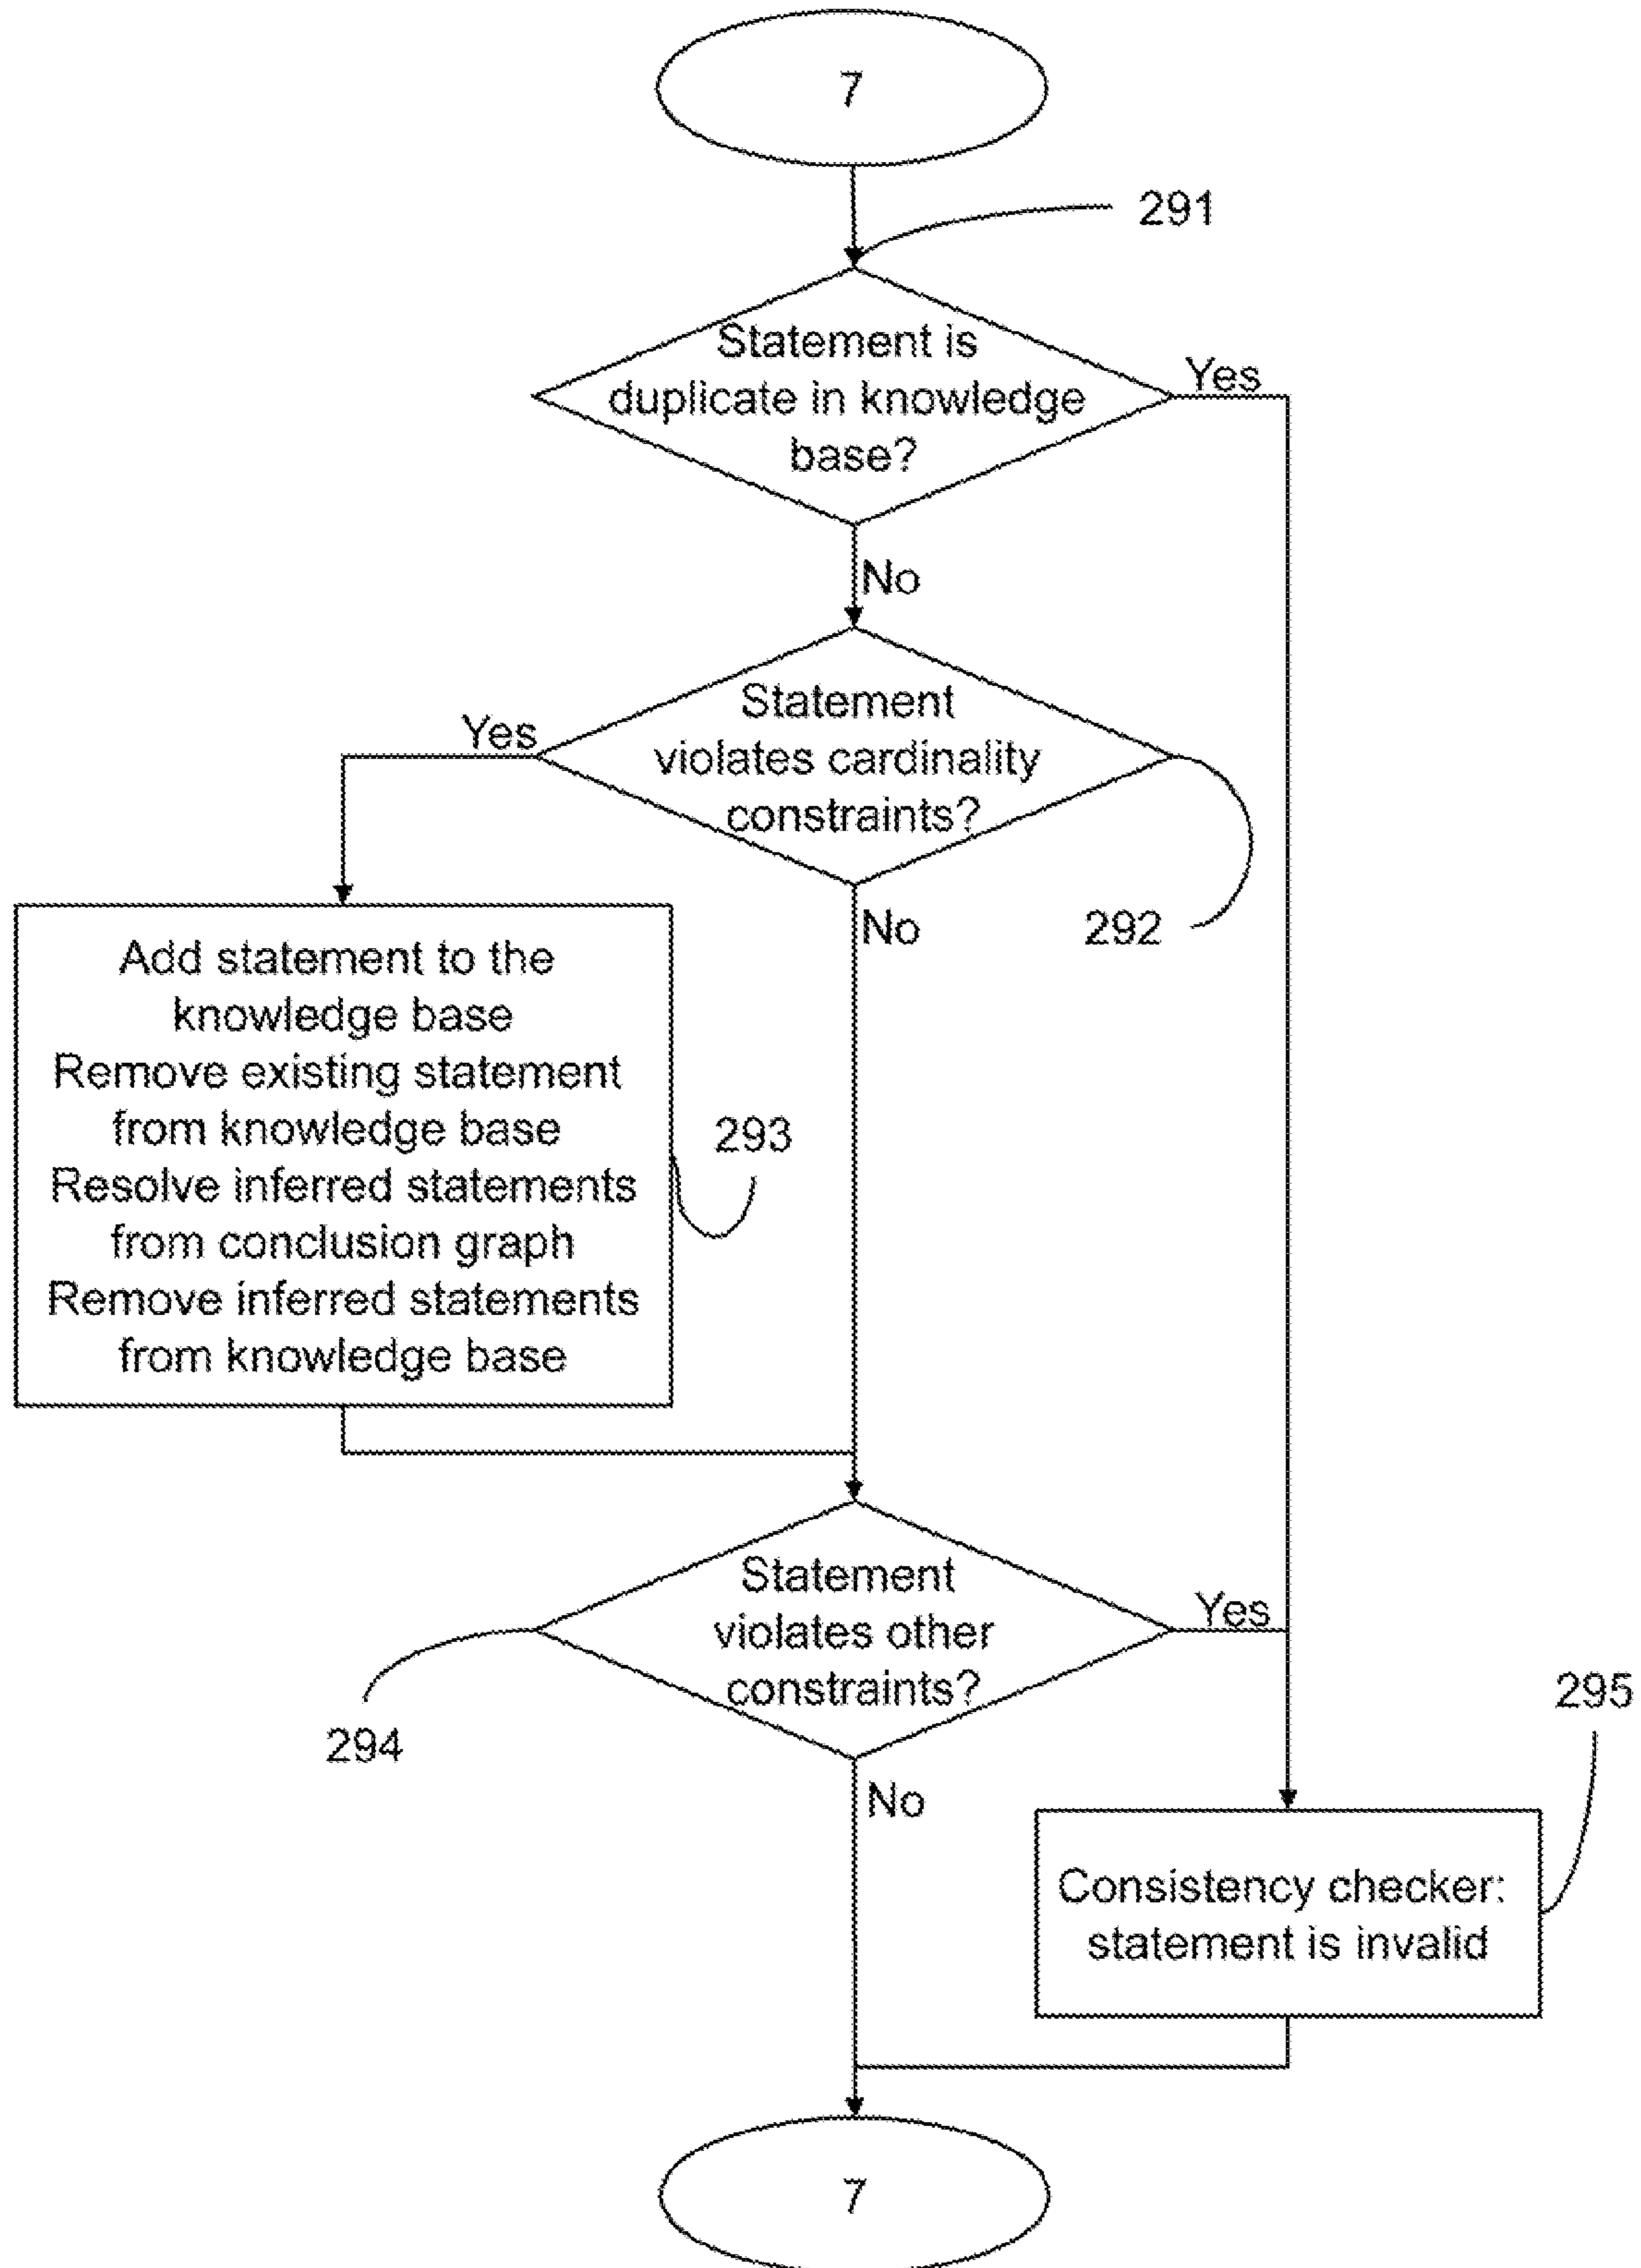 7
291
Statement is
duplicate in knowledge
base?
Yes
No
Statement
violates cardinality
constraints?
Yes
No
292
Add statement to the
knowledge base
Remove existing statement
from knowledge base
Resolve inferred statements
from conclusion graph
Remove inferred statements
from knowledge base
293
Statement
violates other
constraints?
Yes
294
No
295
Consistency checker:
statement is invalid
7